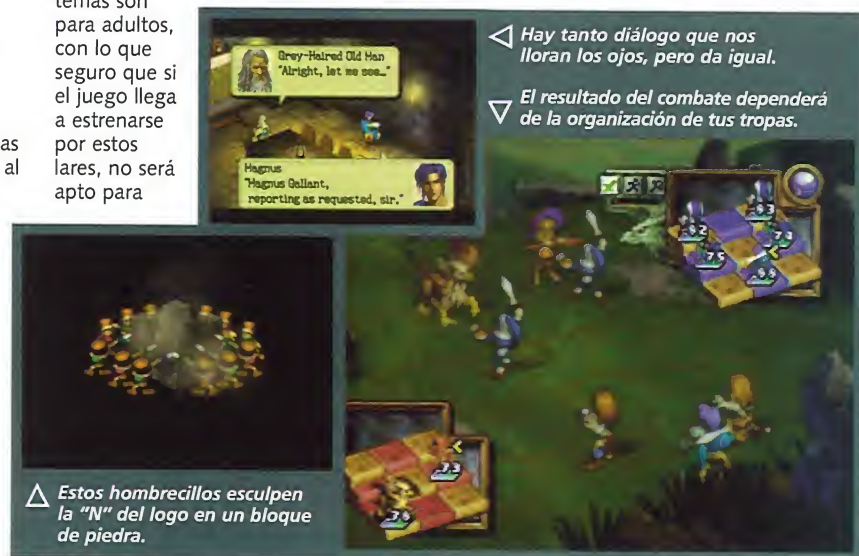 temas son
para adultos,
con lo que
seguro que si
el juego llega
a estrenarse
por estos
lares, no será
apto para
as
al
Grey-Haired Old Man
"Alright, let me see…"
Magnus
"Magnus Gallant,
reporting as requested, sir."
Hay tanto diálogo que nos
lloran los ojos, pero da igual.
El resultado del combate dependerá
de la organización de tus tropas.
Estos hombrecillos esculpen
la "N" del logo en un bloque
de piedra.